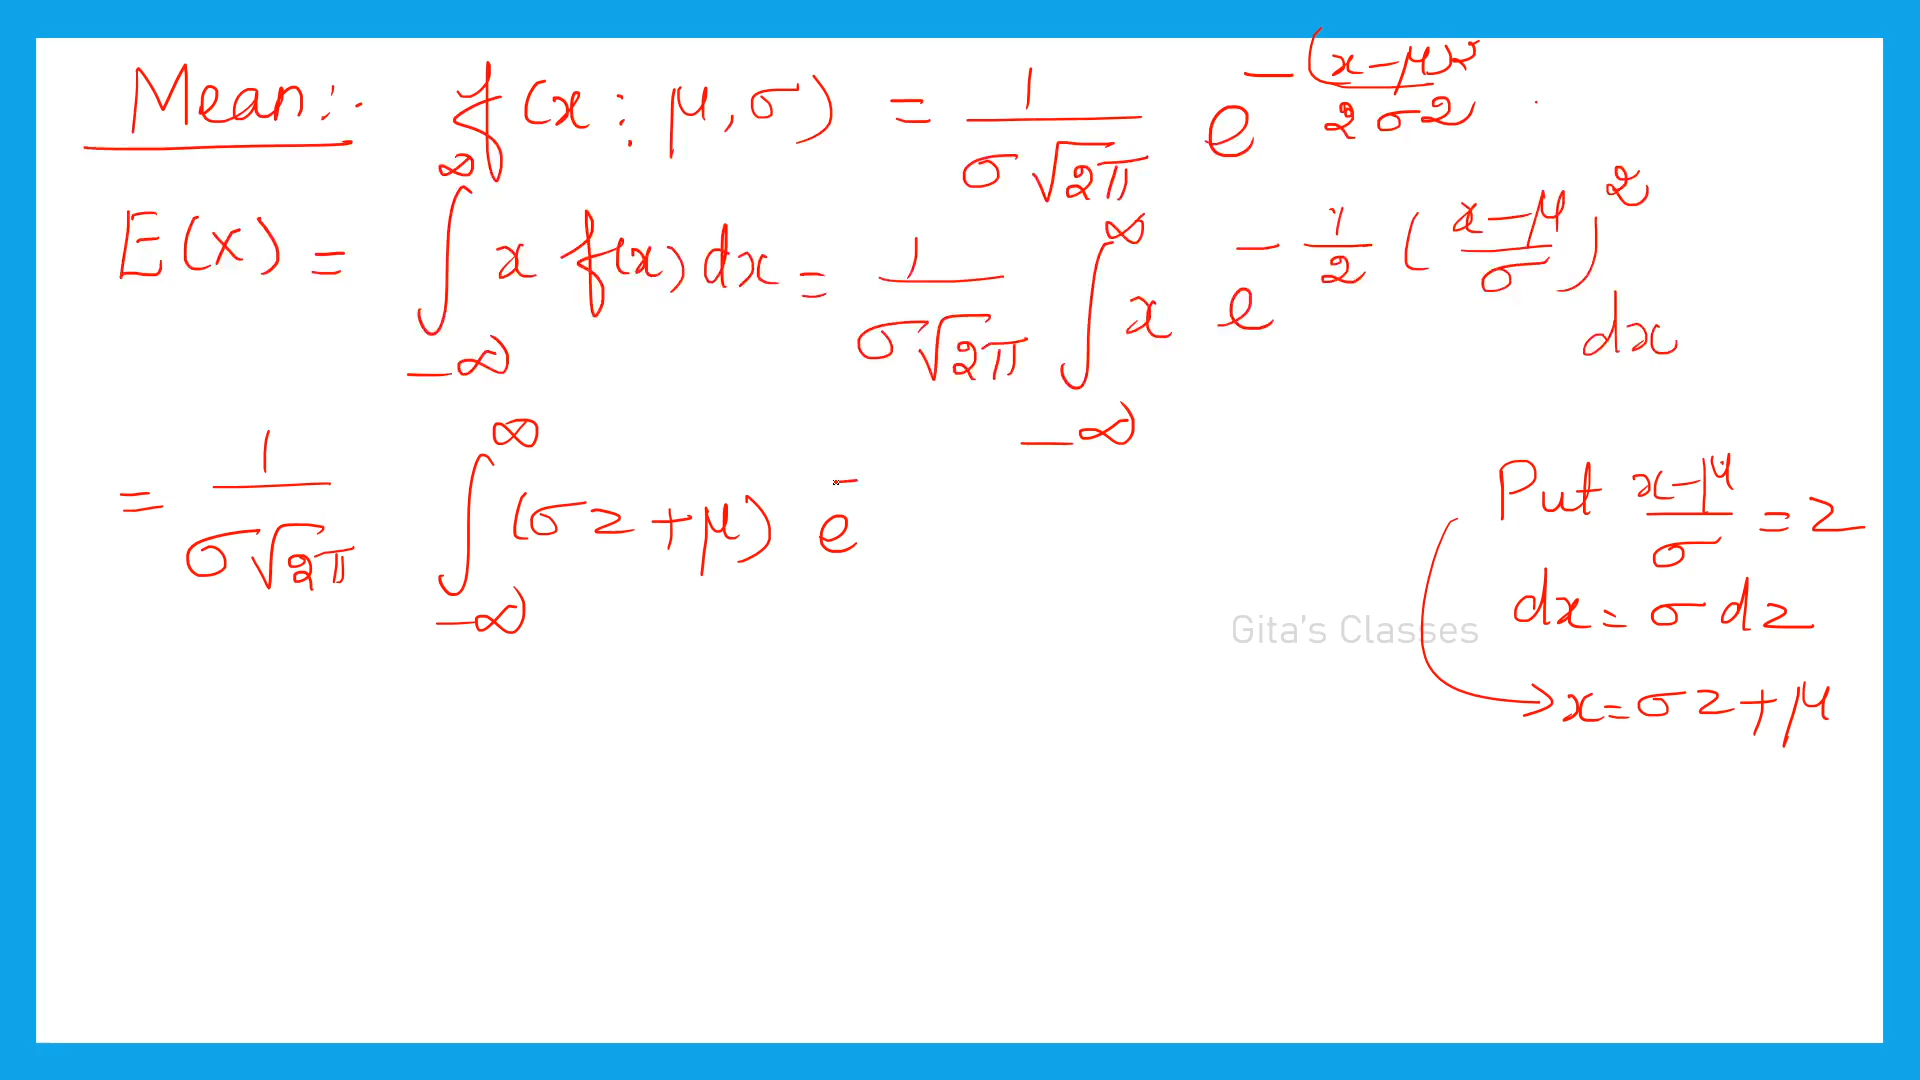 Mean:- f(x: μ, σ) = 1/(σ√2π) e^(-(x-μ)²/2σ2)
E(x) = ∫_{-∞}^{∞} x f(x) dx = 1/(σ√2π) ∫_{-∞}^{∞} x e^(-1/2 ((x-μ)/σ)²) dx
= 1/(σ√2π) ∫_{-∞}^{∞} (σz+μ) e^-
Put (x-μ)/σ = z
dx = σ dz
→ x = σz+μ
Gita's Classes